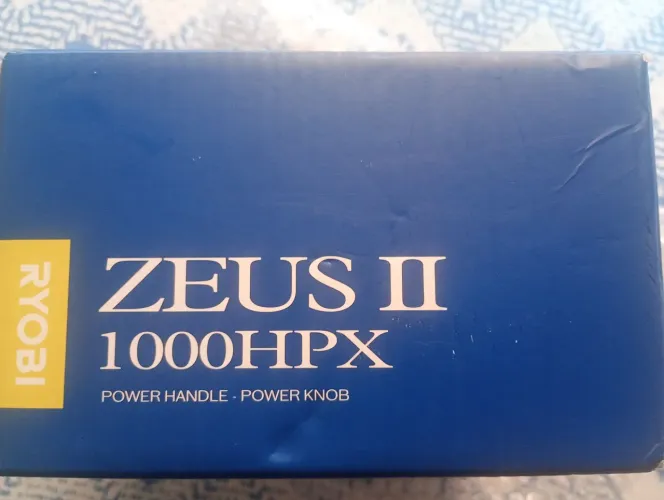 RYOBI
ZEUS II
1000HPX
POWER HANDLE - POWER KNOB